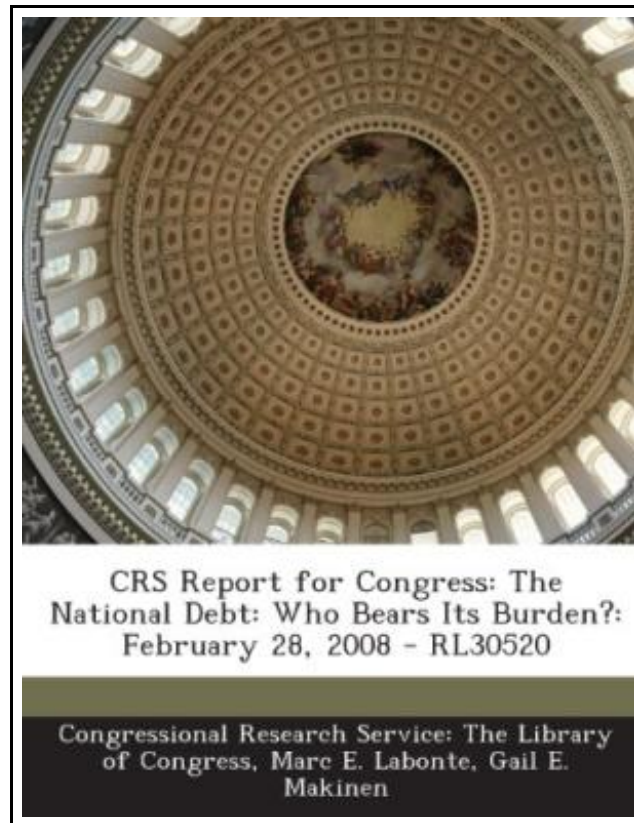 CRS Report for Congress: The
National Debt: Who Bears Its Burden?:
February 28, 2008 - RL30520
Congressional Research Service: The Library
of Congress, Marc E. Labonte, Gail E.
Makinen